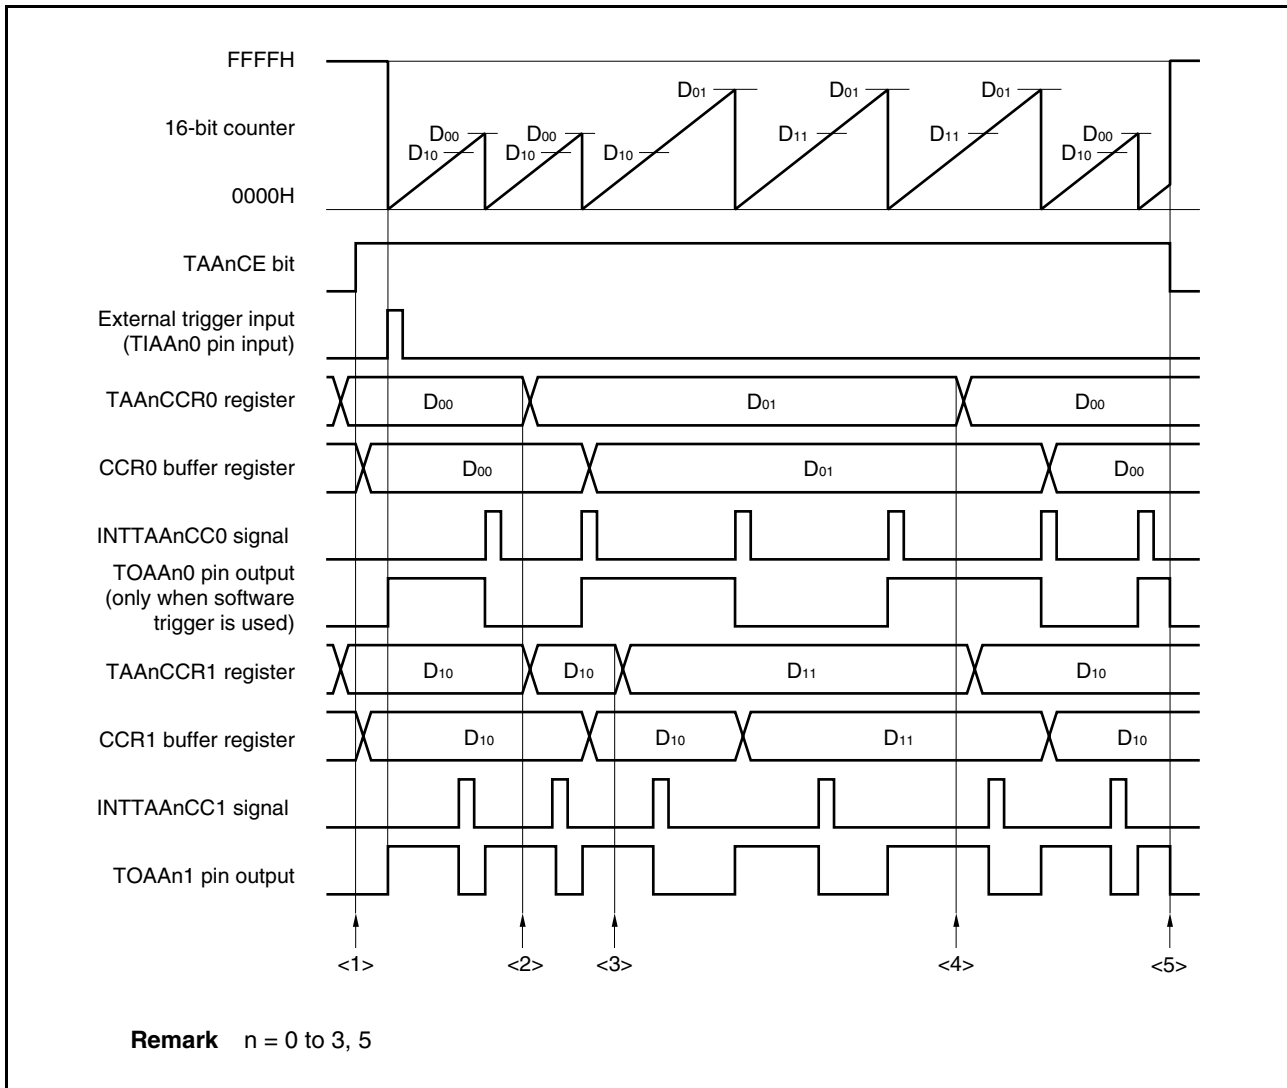 FFFFH
D01 D01 D01
16-bit counter
D00 D00 D11 D11 D00
D10 D10 D10 D10
0000H
TAAnCE bit
External trigger input
(TIAAn0 pin input)
TAAnCCR0 register D00 D01 D00
CCR0 buffer register D00 D01 D00
INTTAAnCC0 signal
TOAAn0 pin output
(only when software
trigger is used)
TAAnCCR1 register D10 D10 D11 D10
CCR1 buffer register D10 D10 D11 D10
INTTAAnCC1 signal
TOAAn1 pin output
<1> <2> <3> <4> <5>
Remark n = 0 to 3, 5